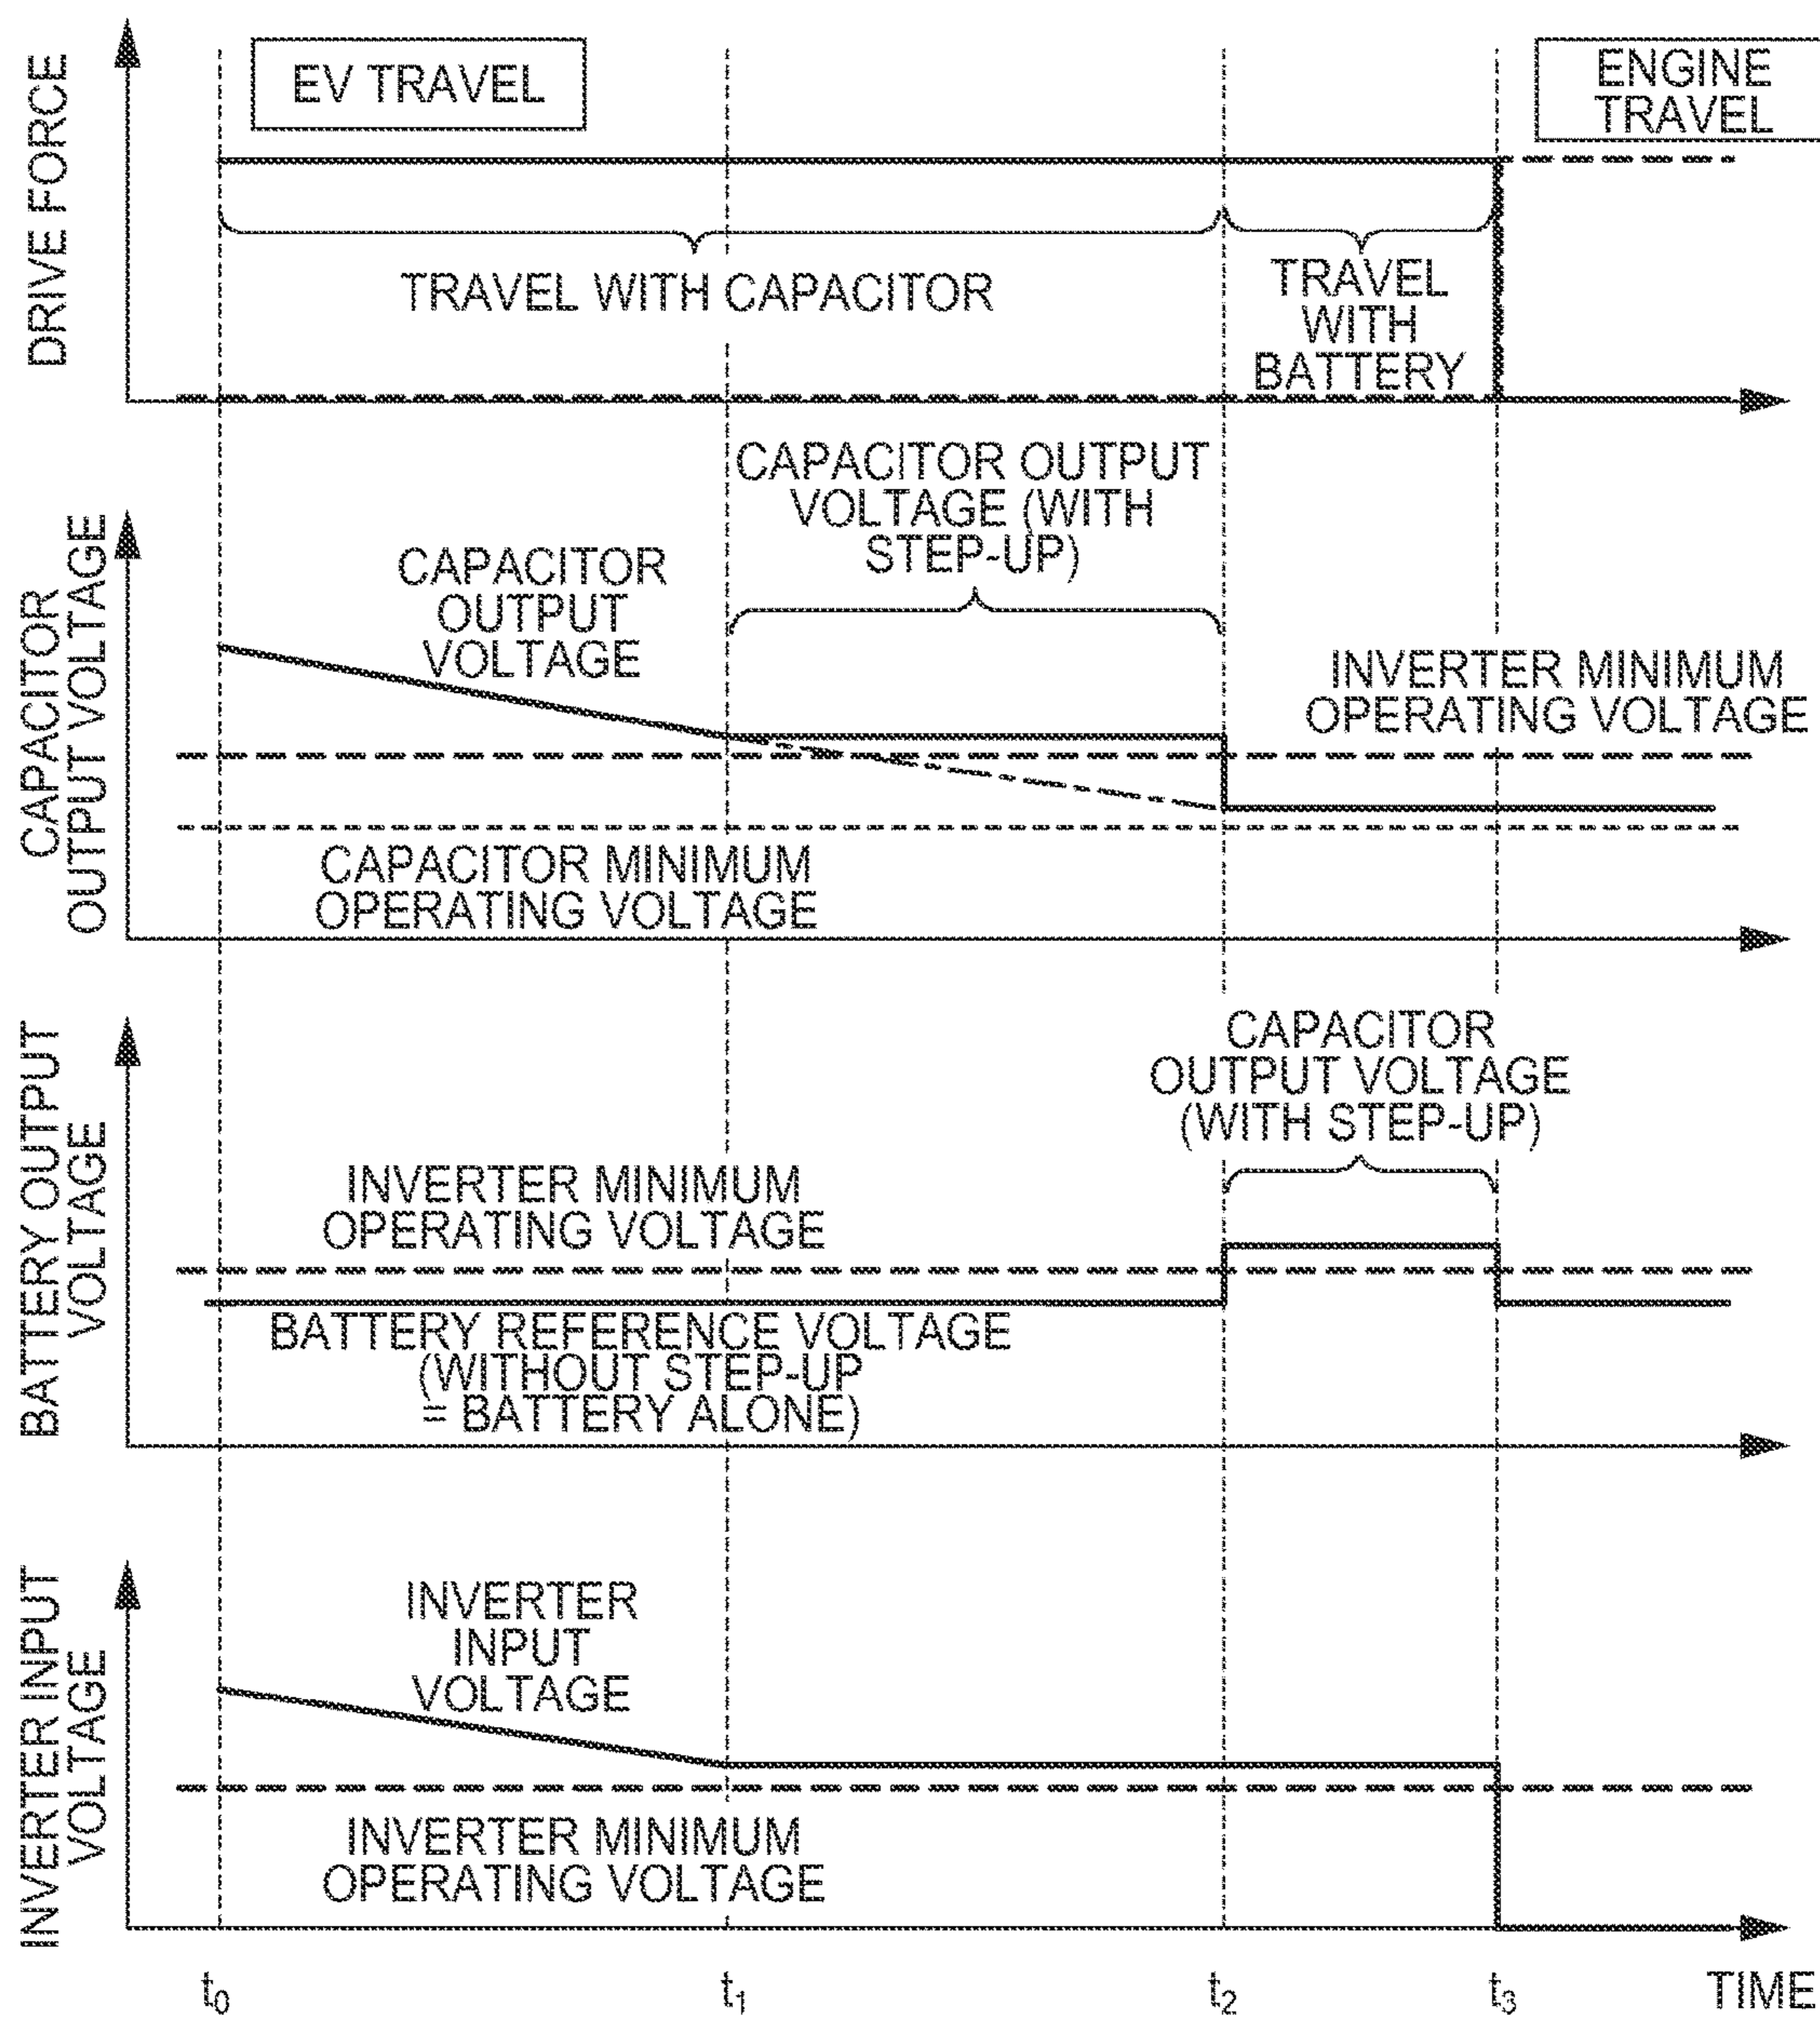 DRIVE FORCE
EV TRAVEL
ENGINE
TRAVEL
TRAVEL WITH CAPACITOR
TRAVEL
WITH
BATTERY
CAPACITOR
OUTPUT VOLTAGE
CAPACITOR
OUTPUT
VOLTAGE
CAPACITOR OUTPUT
VOLTAGE (WITH
STEP-UP)
INVERTER MINIMUM
OPERATING VOLTAGE
CAPACITOR MINIMUM
OPERATING VOLTAGE
BATTERY OUTPUT
VOLTAGE
CAPACITOR
OUTPUT VOLTAGE
(WITH STEP-UP)
INVERTER MINIMUM
OPERATING VOLTAGE
BATTERY REFERENCE VOLTAGE
(WITHOUT STEP-UP
= BATTERY ALONE)
INVERTER INPUT
VOLTAGE
INVERTER
INPUT
VOLTAGE
INVERTER MINIMUM
OPERATING VOLTAGE
t0 t1 t2 t3 TIME